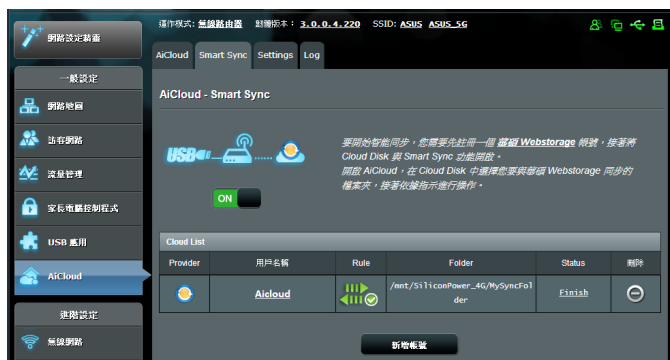 運作模式: 無線路由器 韌體版本: 3.0.0.4.220 SSID: ASUS ASUS_5G
網路設定精靈
一般設定
網路地圖
訪客網路
流量管理
家長電腦控制程式
USB 應用
AiCloud
進階設定
無線網路
AiCloud Smart Sync Settings Log
AiCloud - Smart Sync
USB
ON
要開始智能同步，您需要先註冊一個 華碩 Webstorage 帳號，接著將
Cloud Disk 與 Smart Sync 功能開啟。
開啟 AiCloud，在 Cloud Disk 中選擇您要與華碩 Webstorage 同步的
檔案夾，接著依據指示進行操作。
Cloud List
Provider 用戶名稱 Rule Folder Status 刪除
Aicloud /mnt/SiliconPower_4G/MySyncFol
der Finish
新增帳號